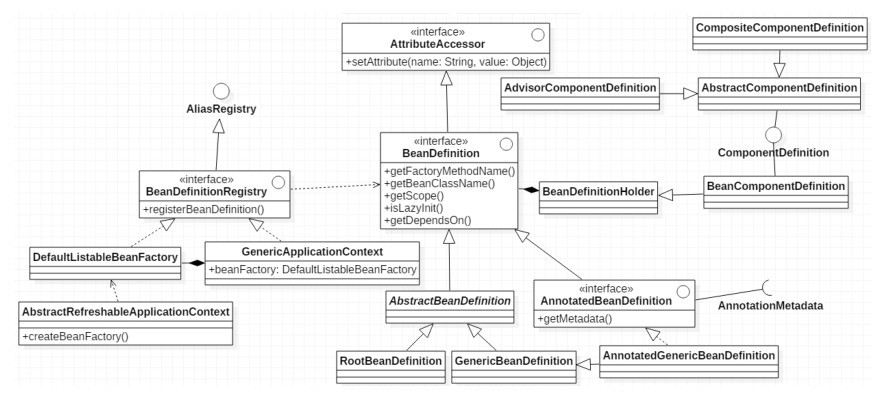 CompositeComponentDefinition
«interface»
AttributeAccessor
+setAttribute(name: String, value: Object)
AdvisorComponentDefinition
AbstractComponentDefinition
AliasRegistry
«interface»
BeanDefinition
+getFactoryMethodName()
+getBeanClassName()
+getScope()
+isLazyInit()
+getDependsOn()
ComponentDefinition
«interface»
BeanDefinitionRegistry
+registerBeanDefinition()
BeanDefinitionHolder
BeanComponentDefinition
DefaultListableBeanFactory
GenericApplicationContext
+beanFactory: DefaultListableBeanFactory
AbstractRefreshableApplicationContext
+createBeanFactory()
AbstractBeanDefinition
«interface»
AnnotatedBeanDefinition
+getMetadata()
AnnotationMetadata
RootBeanDefinition
GenericBeanDefinition
AnnotatedGenericBeanDefinition